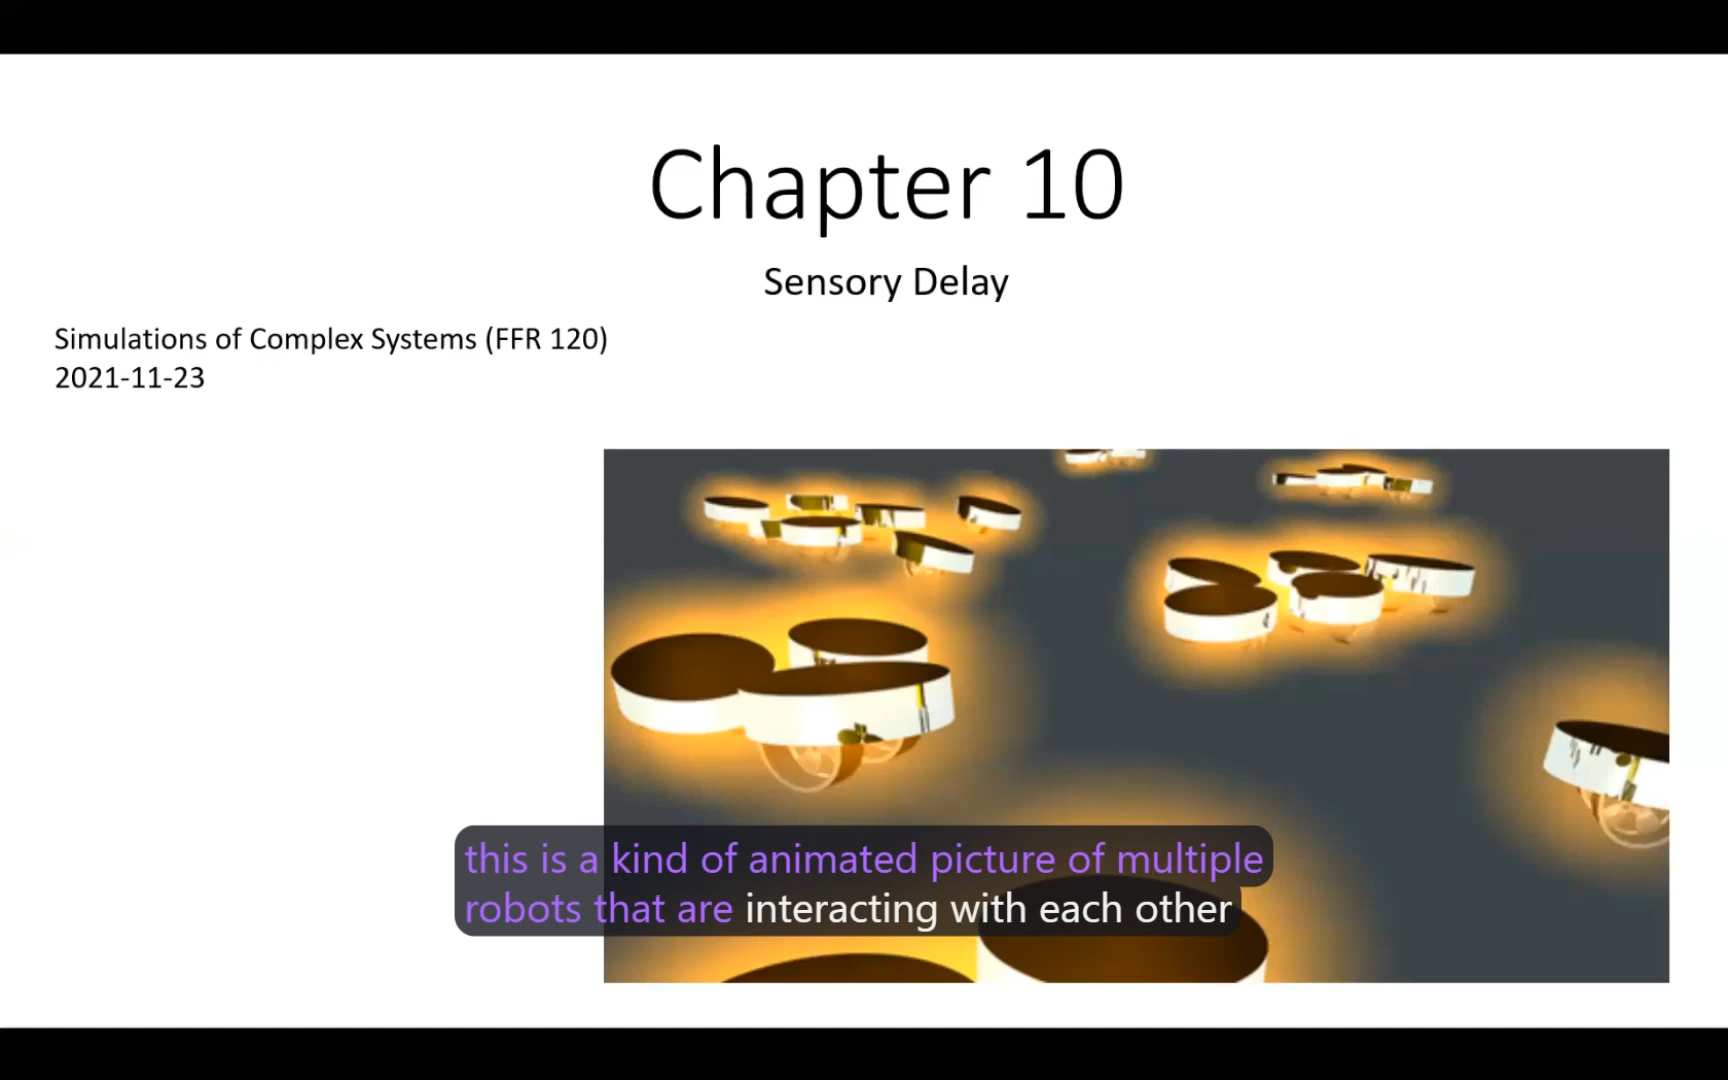 Chapter 10
Sensory Delay
Simulations of Complex Systems (FFR 120)
2021-11-23
this is a kind of animated picture of multiple
robots that are interacting with each other